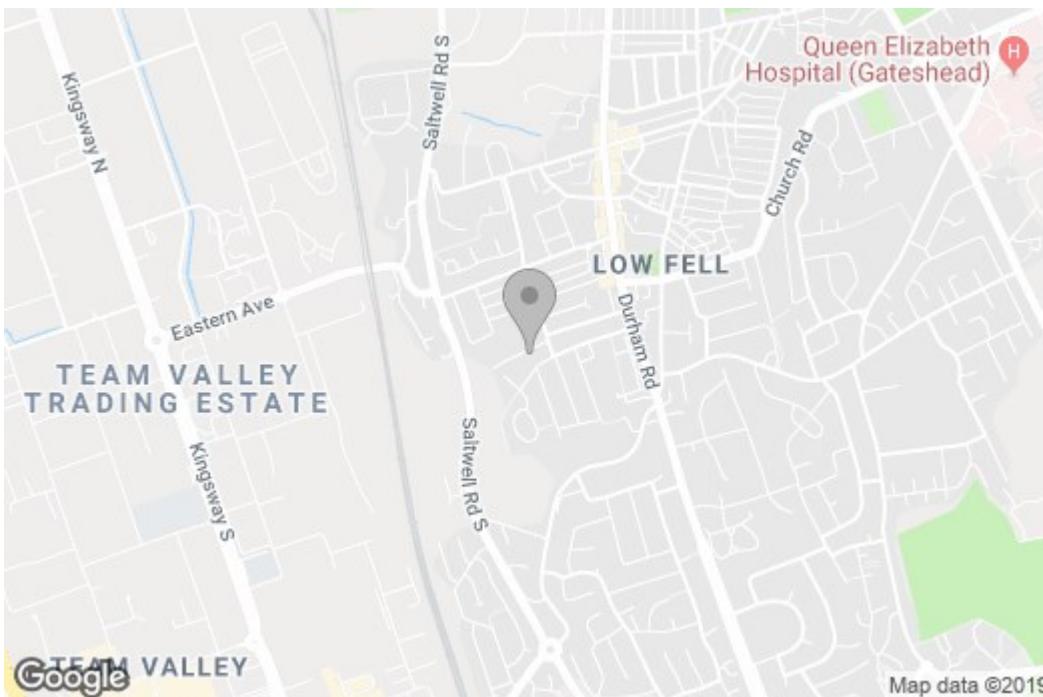 Queen Elizabeth
Hospital (Gateshead)
H
Kingsway N
Saltwell Rd S
Church Rd
LOW FELL
Eastern Ave
Durham Rd
TEAM VALLEY
TRADING ESTATE
Saltwell Rd S
Kingsway S
TEAM VALLEY
Google
Map data ©2019